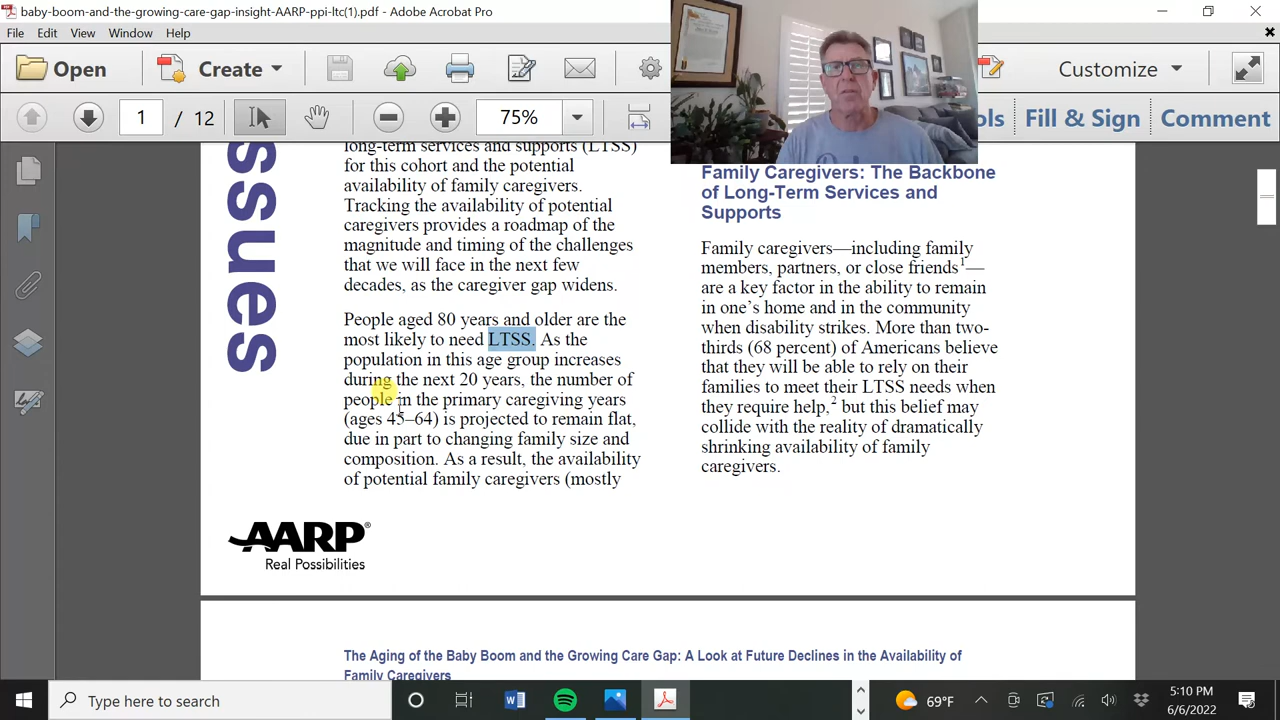 baby-boom-and-the-growing-care-gap-insight-AARP-ppi-ltc(1).pdf - Adobe Acrobat Pro
File Edit View Window Help
Open Create Customize
1 / 12 75% ols Fill & Sign Comment
ssues
long-term services and supports (LTSS)
for this cohort and the potential
availability of family caregivers.
Tracking the availability of potential
caregivers provides a roadmap of the
magnitude and timing of the challenges
that we will face in the next few
decades, as the caregiver gap widens.
People aged 80 years and older are the
most likely to need LTSS. As the
population in this age group increases
during the next 20 years, the number of
people in the primary caregiving years
(ages 45–64) is projected to remain flat,
due in part to changing family size and
composition. As a result, the availability
of potential family caregivers (mostly
Family Caregivers: The Backbone
of Long-Term Services and
Supports
Family caregivers—including family
members, partners, or close friends1—
are a key factor in the ability to remain
in one's home and in the community
when disability strikes. More than two-
thirds (68 percent) of Americans believe
that they will be able to rely on their
families to meet their LTSS needs when
they require help,2 but this belief may
collide with the reality of dramatically
shrinking availability of family
caregivers.
AARP®
Real Possibilities
The Aging of the Baby Boom and the Growing Care Gap: A Look at Future Declines in the Availability of
Family Caregivers
Type here to search
69°F
5:10 PM
6/6/2022